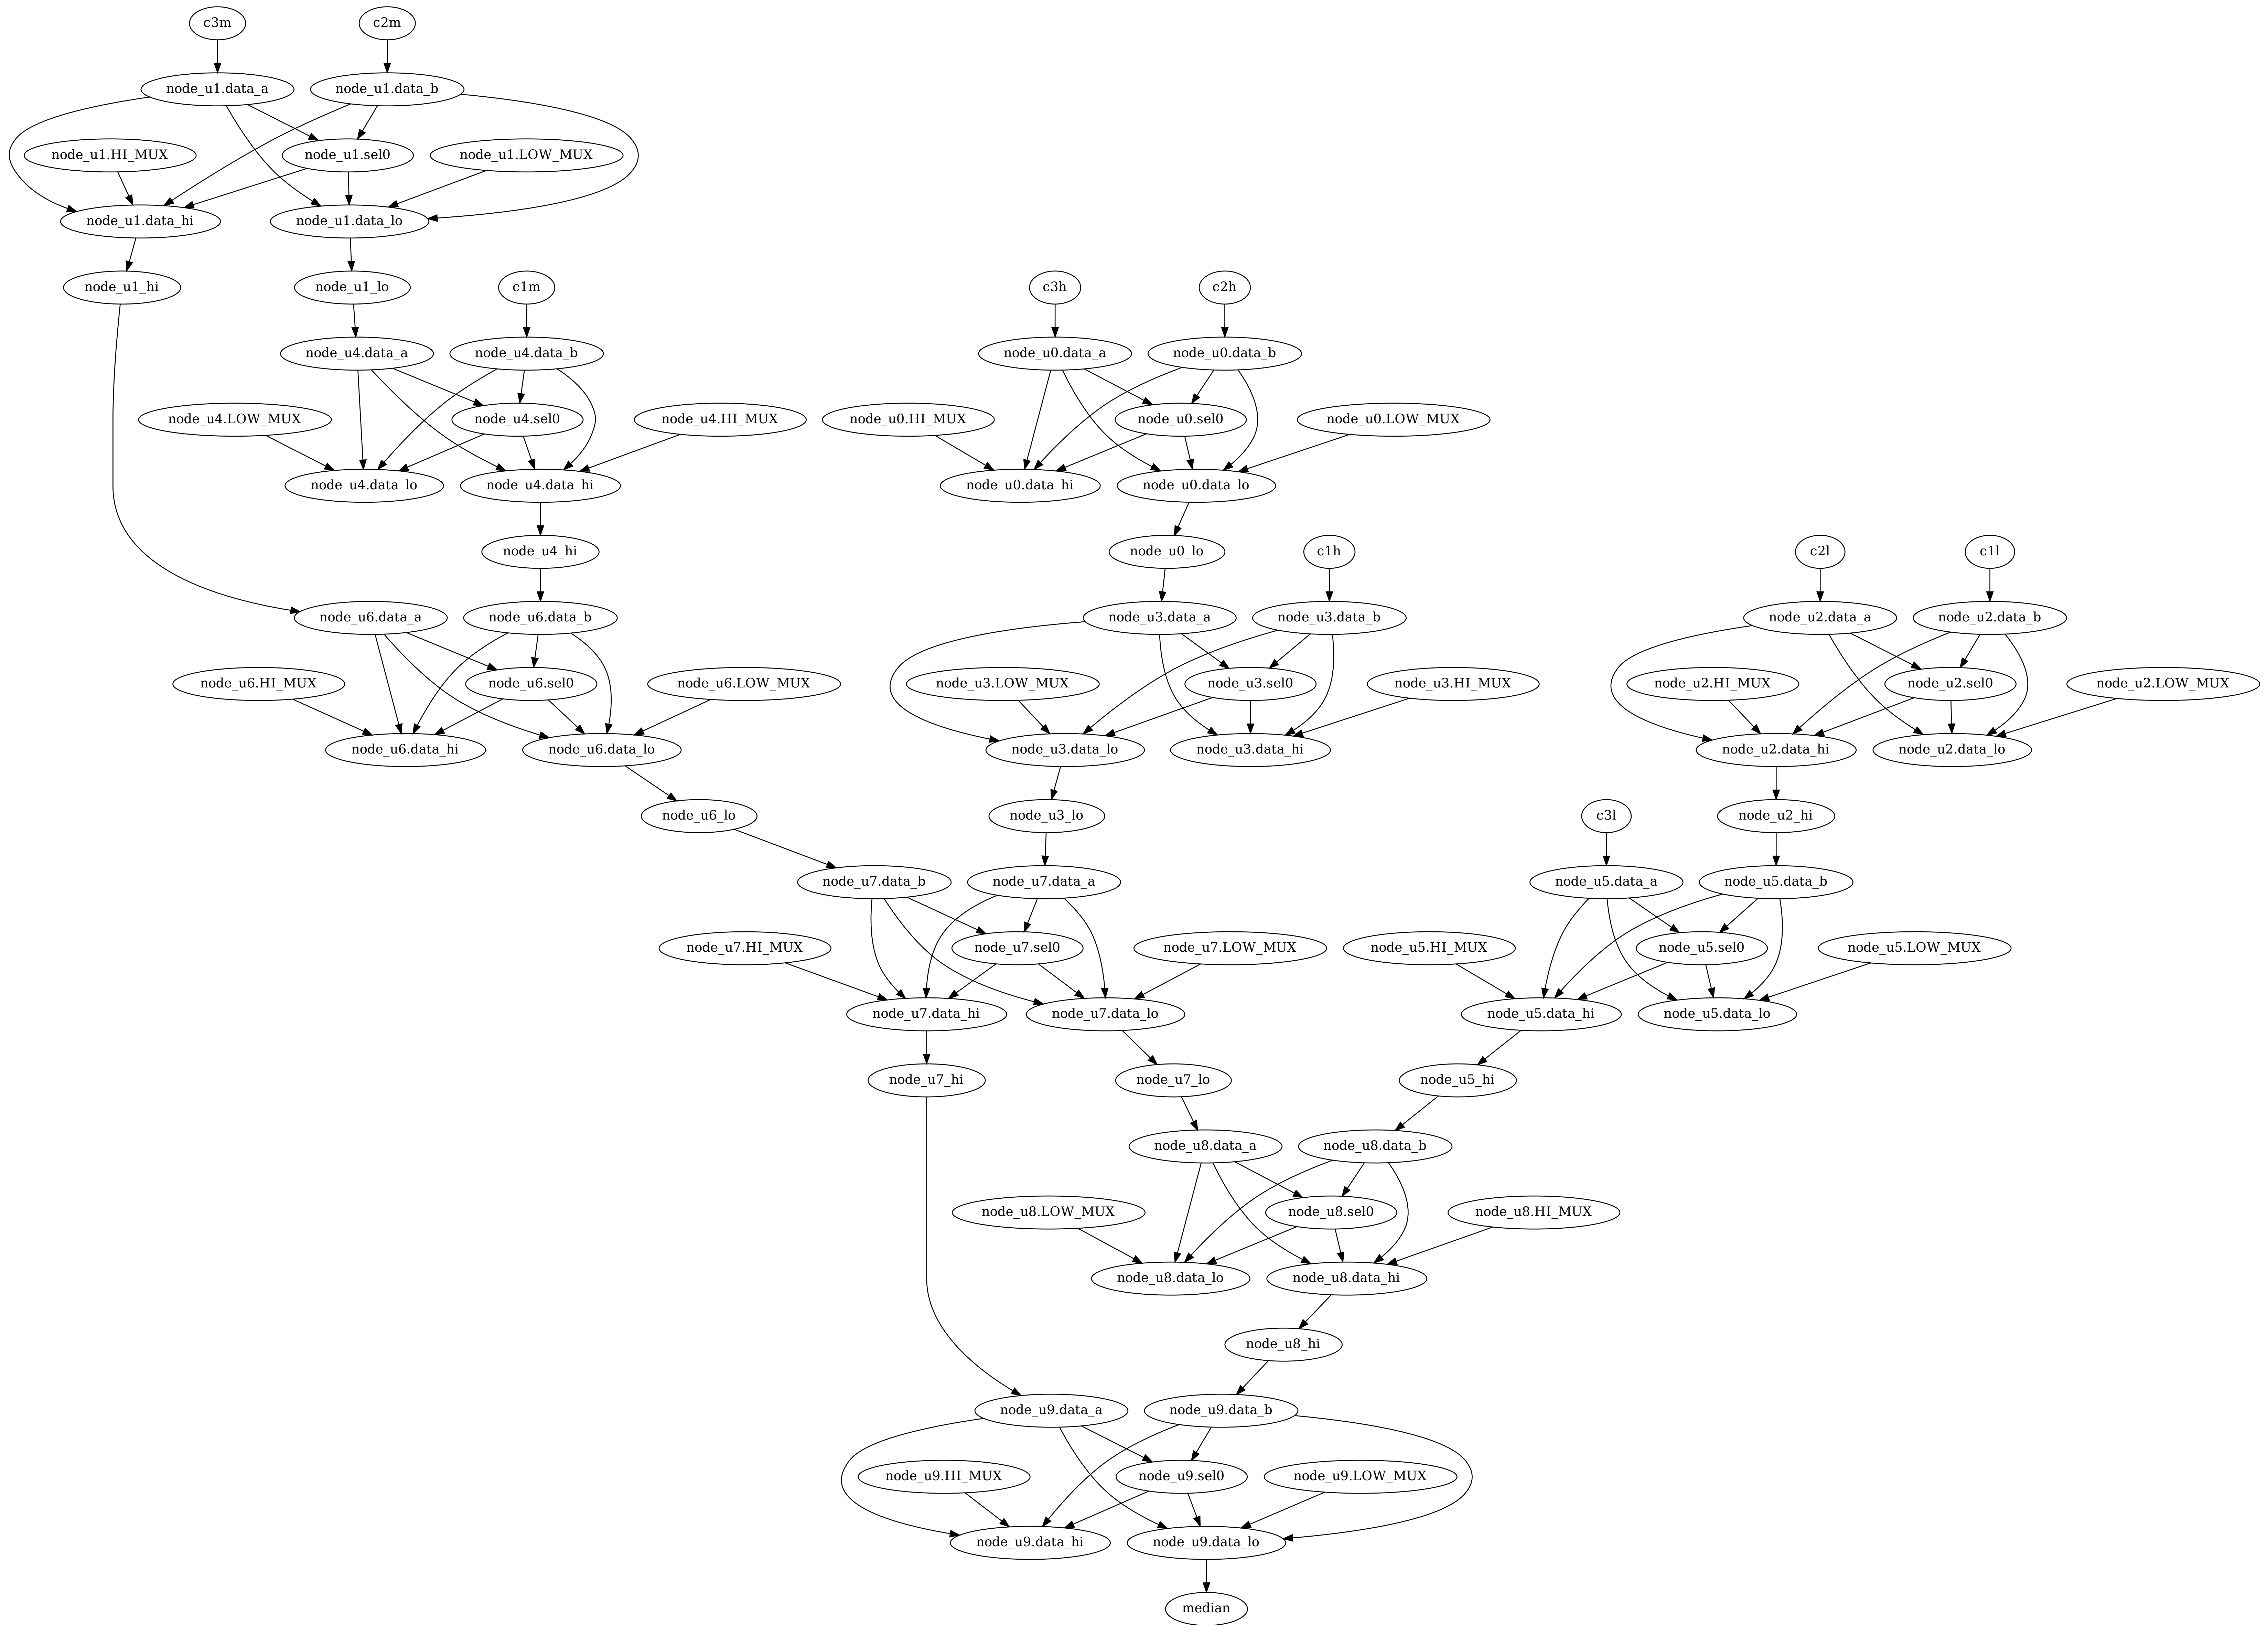 c3m
c2m
node_u1.data_a
node_u1.data_b
node_u1.HI_MUX
node_u1.sel0
node_u1.LOW_MUX
node_u1.data_hi
node_u1.data_lo
node_u1_hi
node_u1_lo
c1m
c3h
c2h
node_u4.data_a
node_u4.data_b
node_u0.data_a
node_u0.data_b
node_u4.LOW_MUX
node_u4.sel0
node_u4.HI_MUX
node_u0.HI_MUX
node_u0.sel0
node_u0.LOW_MUX
node_u4.data_lo
node_u4.data_hi
node_u0.data_hi
node_u0.data_lo
node_u4_hi
node_u0_lo
c1h
c2l
c1l
node_u6.data_a
node_u6.data_b
node_u3.data_a
node_u3.data_b
node_u2.data_a
node_u2.data_b
node_u6.HI_MUX
node_u6.sel0
node_u6.LOW_MUX
node_u3.LOW_MUX
node_u3.sel0
node_u3.HI_MUX
node_u2.HI_MUX
node_u2.sel0
node_u2.LOW_MUX
node_u6.data_hi
node_u6.data_lo
node_u3.data_lo
node_u3.data_hi
node_u2.data_hi
node_u2.data_lo
node_u6_lo
node_u3_lo
c3l
node_u2_hi
node_u7.data_b
node_u7.data_a
node_u5.data_a
node_u5.data_b
node_u7.HI_MUX
node_u7.sel0
node_u7.LOW_MUX
node_u5.HI_MUX
node_u5.sel0
node_u5.LOW_MUX
node_u7.data_hi
node_u7.data_lo
node_u5.data_hi
node_u5.data_lo
node_u7_hi
node_u7_lo
node_u5_hi
node_u8.data_a
node_u8.data_b
node_u8.LOW_MUX
node_u8.sel0
node_u8.HI_MUX
node_u8.data_lo
node_u8.data_hi
node_u8_hi
node_u9.data_a
node_u9.data_b
node_u9.HI_MUX
node_u9.sel0
node_u9.LOW_MUX
node_u9.data_hi
node_u9.data_lo
median